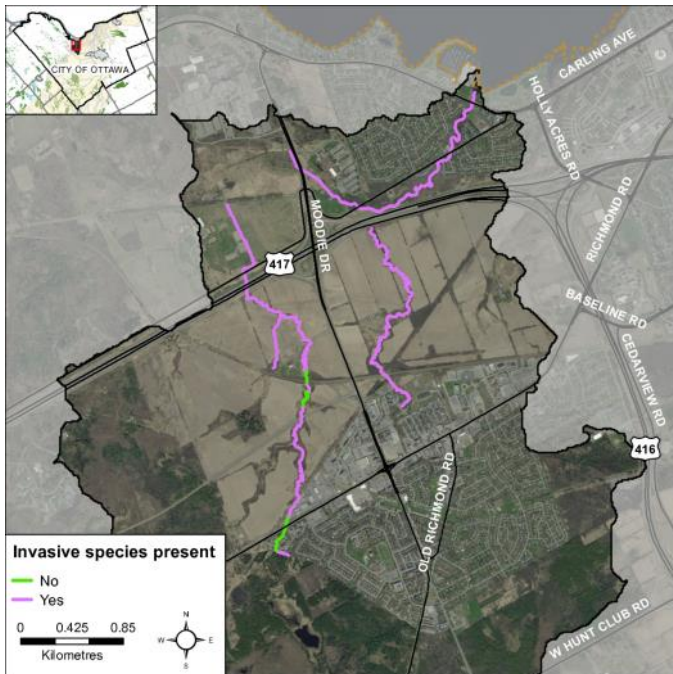 CITY OF OTTAWA
CARLING AVE
HOLLY ACRES RD
RICHMOND RD
MOODIE DR
417
BASELINE RD
CEDARVIEW RD
416
OLD RICHMOND RD
W HUNT CLUB RD
Invasive species present
No
Yes
0 0.425 0.85
Kilometres
N
W E
S